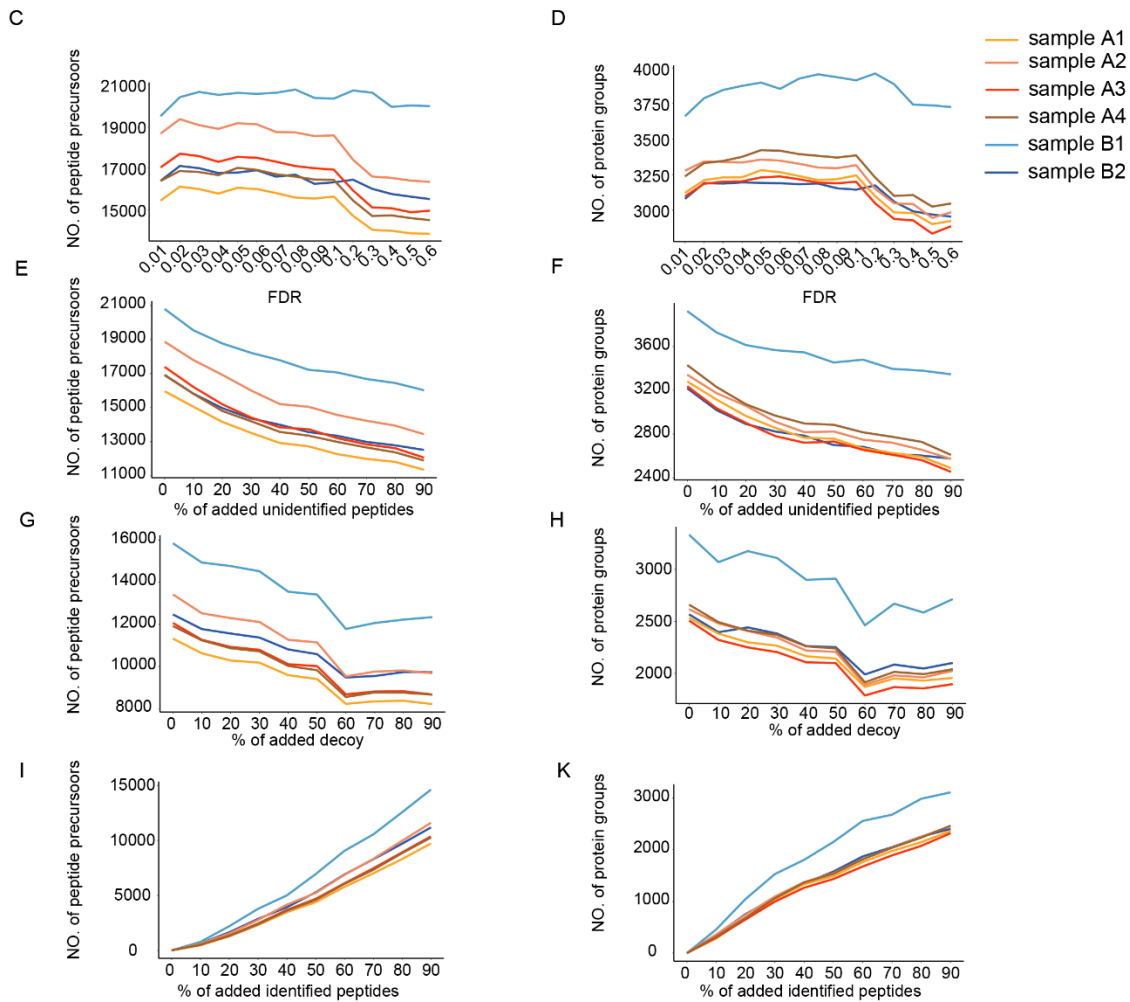 C
NO. of peptide precursoors
21000
19000
17000
15000
0.01
0.02
0.03
0.04
0.05
0.06
0.07
0.08
0.09
0.1
0.2
0.3
0.4
0.5
0.6
FDR
D
NO. of protein groups
4000
3750
3500
3250
3000
0.01
0.02
0.03
0.04
0.05
0.06
0.07
0.08
0.09
0.1
0.2
0.3
0.4
0.5
0.6
FDR
sample A1
sample A2
sample A3
sample A4
sample B1
sample B2
E
NO. of peptide precursoors
21000
19000
17000
15000
13000
11000
0 10 20 30 40 50 60 70 80 90
% of added unidentified peptides
F
NO. of protein groups
3600
3200
2800
2400
0 10 20 30 40 50 60 70 80 90
% of added unidentified peptides
G
NO. of peptide precursoors
16000
14000
12000
10000
8000
0 10 20 30 40 50 60 70 80 90
% of added decoy
H
NO. of protein groups
3000
2500
2000
0 10 20 30 40 50 60 70 80 90
% of added decoy
I
NO. of peptide precursoors
15000
10000
5000
0
0 10 20 30 40 50 60 70 80 90
% of added identified peptides
K
NO. of protein groups
3000
2000
1000
0
0 10 20 30 40 50 60 70 80 90
% of added identified peptides